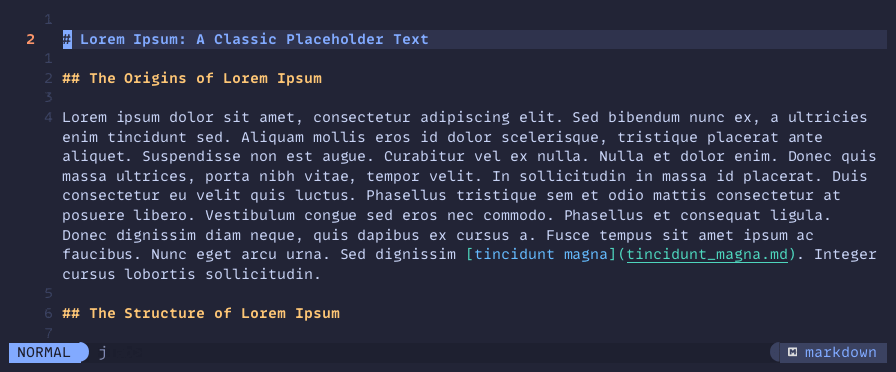 1
2 # Lorem Ipsum: A Classic Placeholder Text
1
2 ## The Origins of Lorem Ipsum
3
4 Lorem ipsum dolor sit amet, consectetur adipiscing elit. Sed bibendum nunc ex, a ultricies
enim tincidunt sed. Aliquam mollis eros id dolor scelerisque, tristique placerat ante
aliquet. Suspendisse non est augue. Curabitur vel ex nulla. Nulla et dolor enim. Donec quis
massa ultrices, porta nibh vitae, tempor velit. In sollicitudin in massa id placerat. Duis
consectetur eu velit quis luctus. Phasellus tristique sem et odio mattis consectetur at
posuere libero. Vestibulum congue sed eros nec commodo. Phasellus et consequat ligula.
Donec dignissim diam neque, quis dapibus ex cursus a. Fusce tempus sit amet ipsum ac
faucibus. Nunc eget arcu urna. Sed dignissim [tincidunt magna](tincidunt_magna.md). Integer
cursus lobortis sollicitudin.
5
6 ## The Structure of Lorem Ipsum
7
NORMAL j M markdown